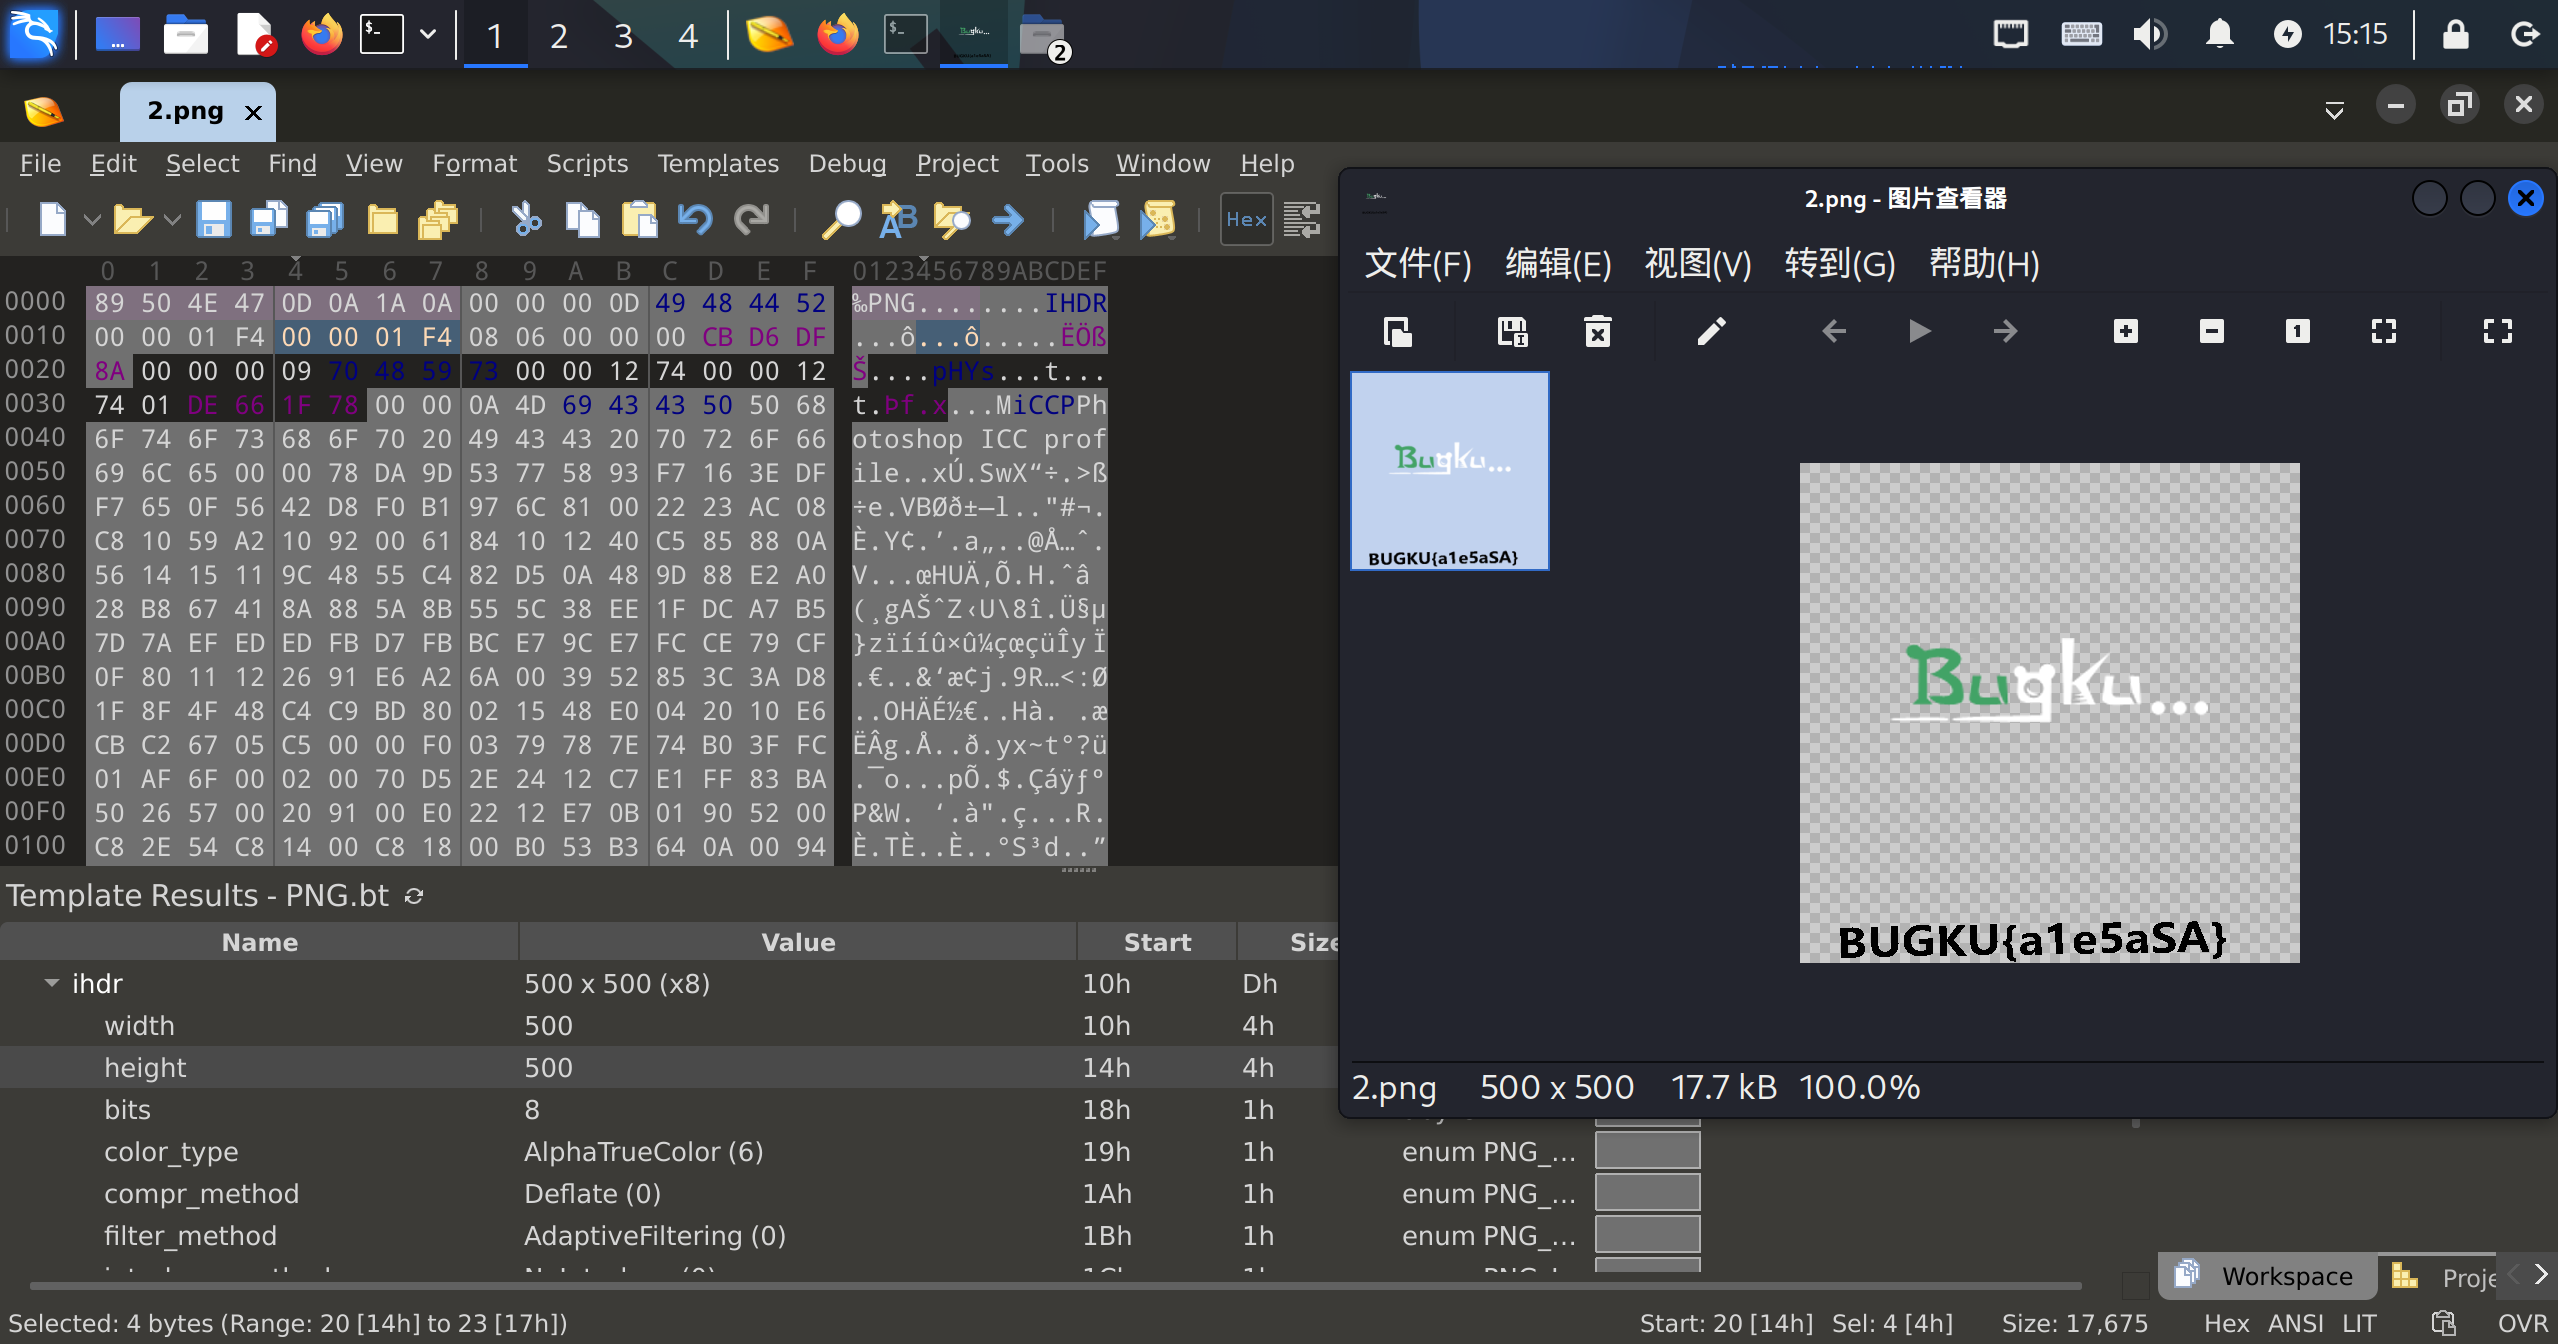 1 2 3 4 2 15:15
2.png
File Edit Select Find View Format Scripts Templates Debug Project Tools Window Help
Hex
0 1 2 3 4 5 6 7 8 9 A B C D E F 0123456789ABCDEF
0000 89 50 4E 47 0D 0A 1A 0A 00 00 00 0D 49 48 44 52 ‰PNG........IHDR
0010 00 00 01 F4 00 00 01 F4 08 06 00 00 00 CB D6 DF ...ô...ô.....ËÖß
0020 8A 00 00 00 09 70 48 59 73 00 00 12 74 00 00 12 Š....pHYs...t...
0030 74 01 DE 66 1F 78 00 00 0A 4D 69 43 43 50 50 68 t.Þf.x...MiCCPPh
0040 6F 74 6F 73 68 6F 70 20 49 43 43 20 70 72 6F 66 otoshop ICC prof
0050 69 6C 65 00 00 78 DA 9D 53 77 58 93 F7 16 3E DF ile..xÚ.SwX“÷.>ß
0060 F7 65 0F 56 42 D8 F0 B1 97 6C 81 00 22 23 AC 08 ÷e.VBØð±—l.."#¬.
0070 C8 10 59 A2 10 92 00 61 84 10 12 40 C5 85 88 0A È.Y¢.’.a„..@Å…ˆ.
0080 56 14 15 11 9C 48 55 C4 82 D5 0A 48 9D 88 E2 A0 V...œHUÄ‚Õ.H.ˆâ
0090 28 B8 67 41 8A 88 5A 8B 55 5C 38 EE 1F DC A7 B5 (¸gAŠˆZ‹U\8î.Ü§µ
00A0 7D 7A EF ED ED FB D7 FB BC E7 9C E7 FC CE 79 CF }zïííû×û¼çœçüÎyÏ
00B0 0F 80 11 12 26 91 E6 A2 6A 00 39 52 85 3C 3A D8 .€..&‘æ¢j.9R…<:Ø
00C0 1F 8F 4F 48 C4 C9 BD 80 02 15 48 E0 04 20 10 E6 ..OHÄÉ½€..Hà. .æ
00D0 CB C2 67 05 C5 00 00 F0 03 79 78 7E 74 B0 3F FC ËÂg.Å..ð.yx~t°?ü
00E0 01 AF 6F 00 02 00 70 D5 2E 24 12 C7 E1 FF 83 BA .¯o...pÕ.$.Çáÿƒº
00F0 50 26 57 00 20 91 00 E0 22 12 E7 0B 01 90 52 00 P&W. ‘.à".ç...R.
0100 C8 2E 54 C8 14 00 C8 18 00 B0 53 B3 64 0A 00 94 È.TÈ..È..°S³d..”
Template Results - PNG.bt
Name Value Start Size
ihdr 500 x 500 (x8) 10h Dh
width 500 10h 4h
height 500 14h 4h
bits 8 18h 1h
color_type AlphaTrueColor (6) 19h 1h enum PNG_...
compr_method Deflate (0) 1Ah 1h enum PNG_...
filter_method AdaptiveFiltering (0) 1Bh 1h enum PNG_...
Workspace Proje
Selected: 4 bytes (Range: 20 [14h] to 23 [17h]) Start: 20 [14h] Sel: 4 [4h] Size: 17,675 Hex ANSI LIT OVR
2.png - 图片查看器
文件(F) 编辑(E) 视图(V) 转到(G) 帮助(H)
Bugku...
BUGKU{a1e5aSA}
Bugku...
BUGKU{a1e5aSA}
2.png 500 x 500 17.7 kB 100.0%